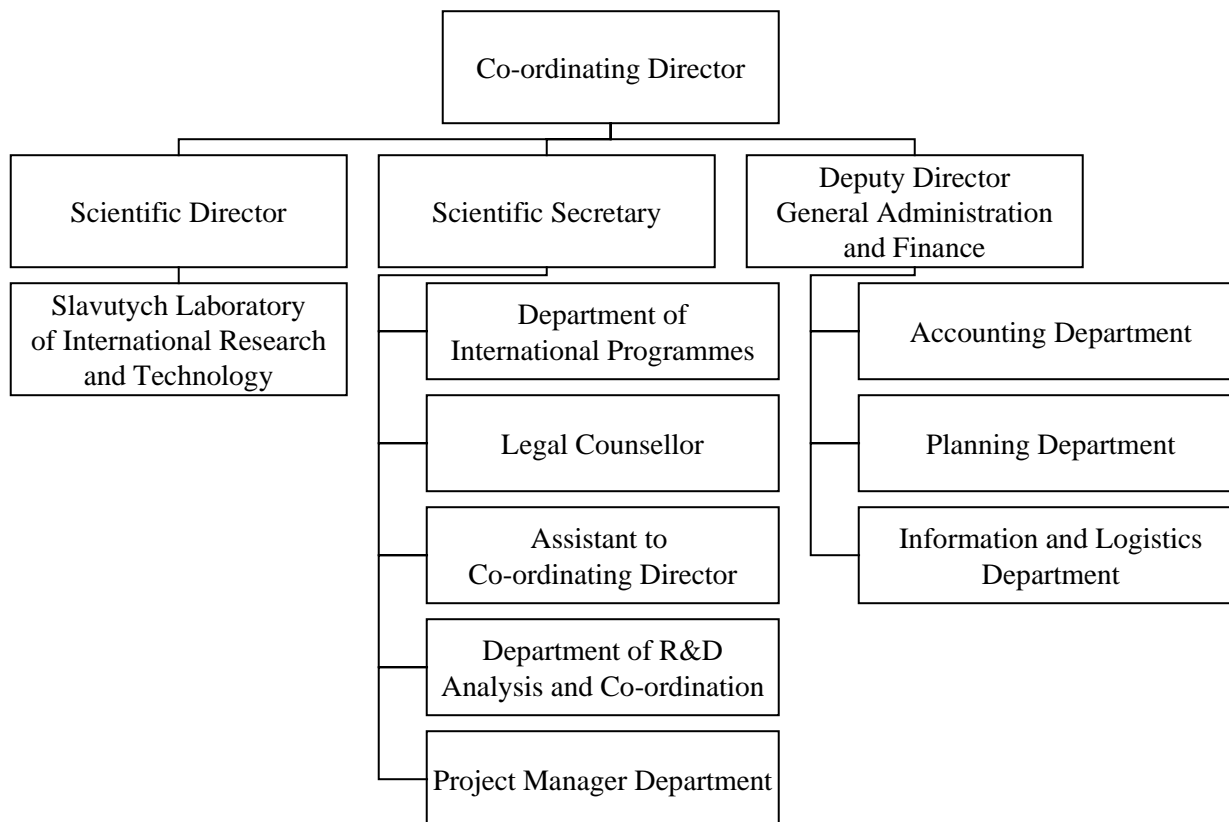 Co-ordinating Director
Scientific Director
Scientific Secretary
Deputy Director
General Administration
and Finance
Slavutych Laboratory
of International Research
and Technology
Department of
International Programmes
Legal Counsellor
Assistant to
Co-ordinating Director
Department of R&D
Analysis and Co-ordination
Project Manager Department
Accounting Department
Planning Department
Information and Logistics
Department